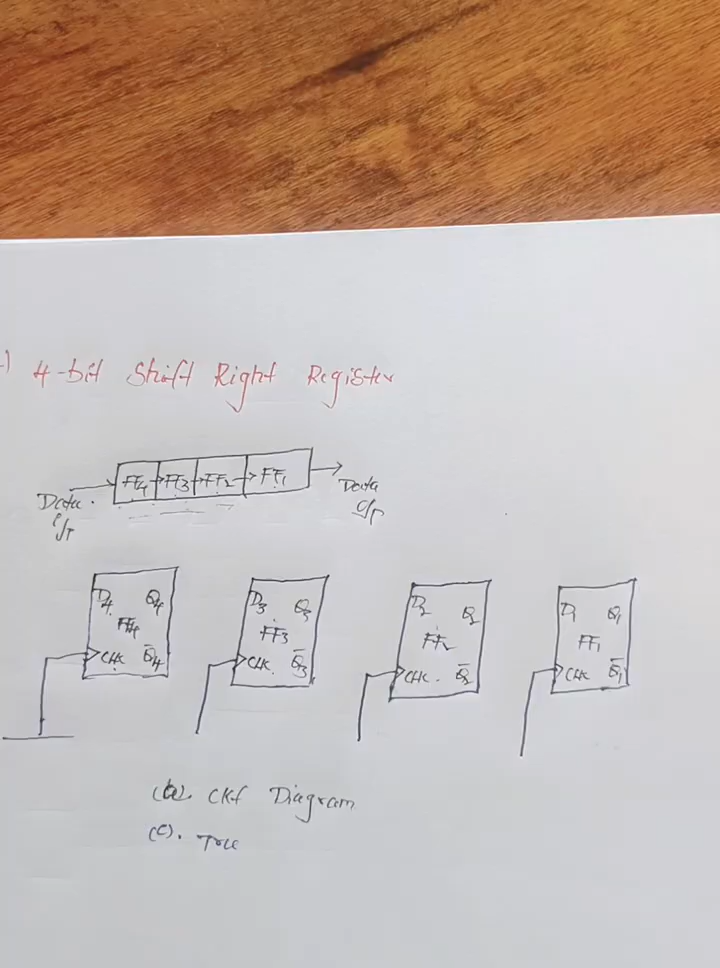 4-bit Shift Right Register
FF4 FF3 FF2 FF1
Data i/p
Data o/p
D4 Q4 D3 Q3 D2 Q2 D1 Q1
FF4 FF3 FF2 FF1
CLK Q̅4 CLK Q̅3 CLK Q̅2 CLK Q̅1
Ckt Diagram
(c).